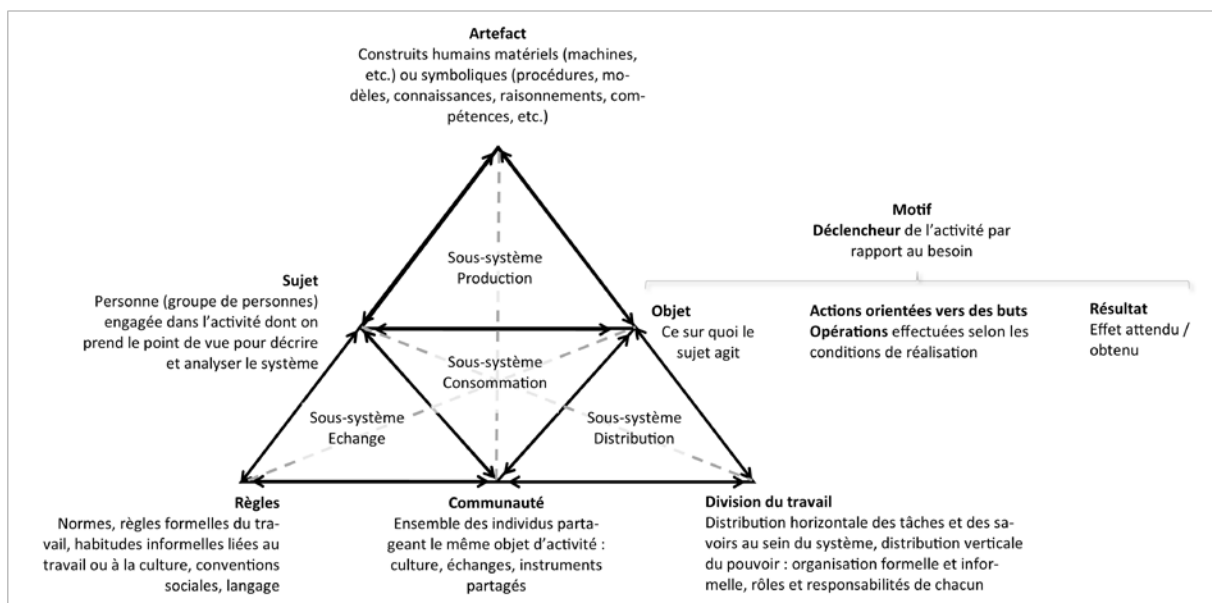 Artefact
Construits humains matériels (machines,
etc.) ou symboliques (procédures, mo-
dèles, connaissances, raisonnements, com-
pétences, etc.)
Motif
Déclencheur de l'activité par
rapport au besoin
Sous-système
Production
Sujet
Personne (groupe de personnes)
engagée dans l'activité dont on
prend le point de vue pour décrire
et analyser le système
Objet
Ce sur quoi le
sujet agit
Actions orientées vers des buts
Opérations effectuées selon les
conditions de réalisation
Résultat
Effet attendu /
obtenu
Sous-système
Consommation
Sous-système
Echange
Sous-système
Distribution
Règles
Normes, règles formelles du tra-
vail, habitudes informelles liées au
travail ou à la culture, conventions
sociales, langage
Communauté
Ensemble des individus parta-
geant le même objet d'activité :
culture, échanges, instruments
partagés
Division du travail
Distribution horizontale des tâches et des sa-
voirs au sein du système, distribution verticale
du pouvoir : organisation formelle et infor-
melle, rôles et responsabilités de chacun